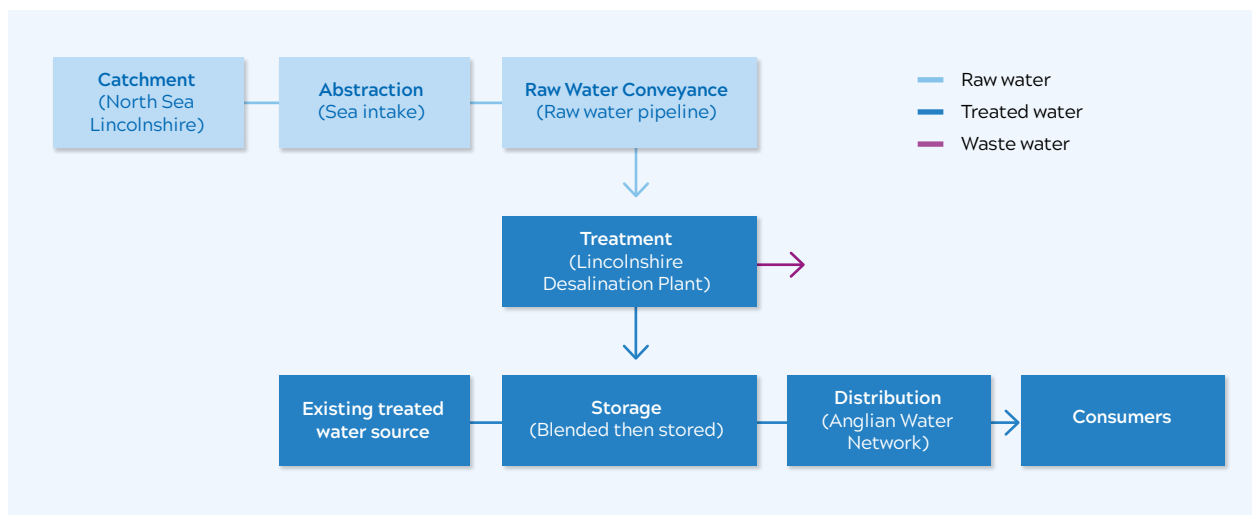 Catchment
(North Sea
Lincolnshire)
Abstraction
(Sea intake)
Raw Water Conveyance
(Raw water pipeline)
Raw water
Treated water
Waste water
Treatment
(Lincolnshire
Desalination Plant)
Existing treated
water source
Storage
(Blended then stored)
Distribution
(Anglian Water
Network)
Consumers